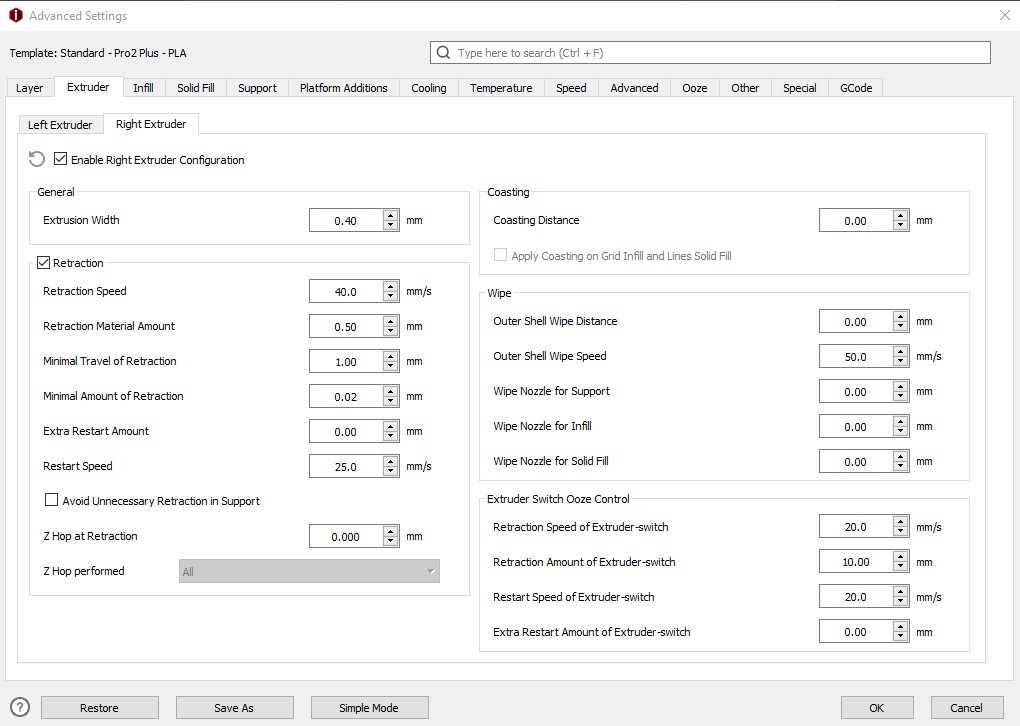 Advanced Settings
Template: Standard - Pro2 Plus - PLA
Type here to search (Ctrl + F)
Layer Extruder Infill Solid Fill Support Platform Additions Cooling Temperature Speed Advanced Ooze Other Special GCode
Left Extruder Right Extruder
Enable Right Extruder Configuration
General
Extrusion Width 0.40 mm
Retraction
Retraction Speed 40.0 mm/s
Retraction Material Amount 0.50 mm
Minimal Travel of Retraction 1.00 mm
Minimal Amount of Retraction 0.02 mm
Extra Restart Amount 0.00 mm
Restart Speed 25.0 mm/s
Avoid Unnecessary Retraction in Support
Z Hop at Retraction 0.000 mm
Z Hop performed All
Coasting
Coasting Distance 0.00 mm
Apply Coasting on Grid Infill and Lines Solid Fill
Wipe
Outer Shell Wipe Distance 0.00 mm
Outer Shell Wipe Speed 50.0 mm/s
Wipe Nozzle for Support 0.00 mm
Wipe Nozzle for Infill 0.00 mm
Wipe Nozzle for Solid Fill 0.00 mm
Extruder Switch Ooze Control
Retraction Speed of Extruder-switch 20.0 mm/s
Retraction Amount of Extruder-switch 10.00 mm
Restart Speed of Extruder-switch 20.0 mm/s
Extra Restart Amount of Extruder-switch 0.00 mm
? Restore Save As Simple Mode OK Cancel